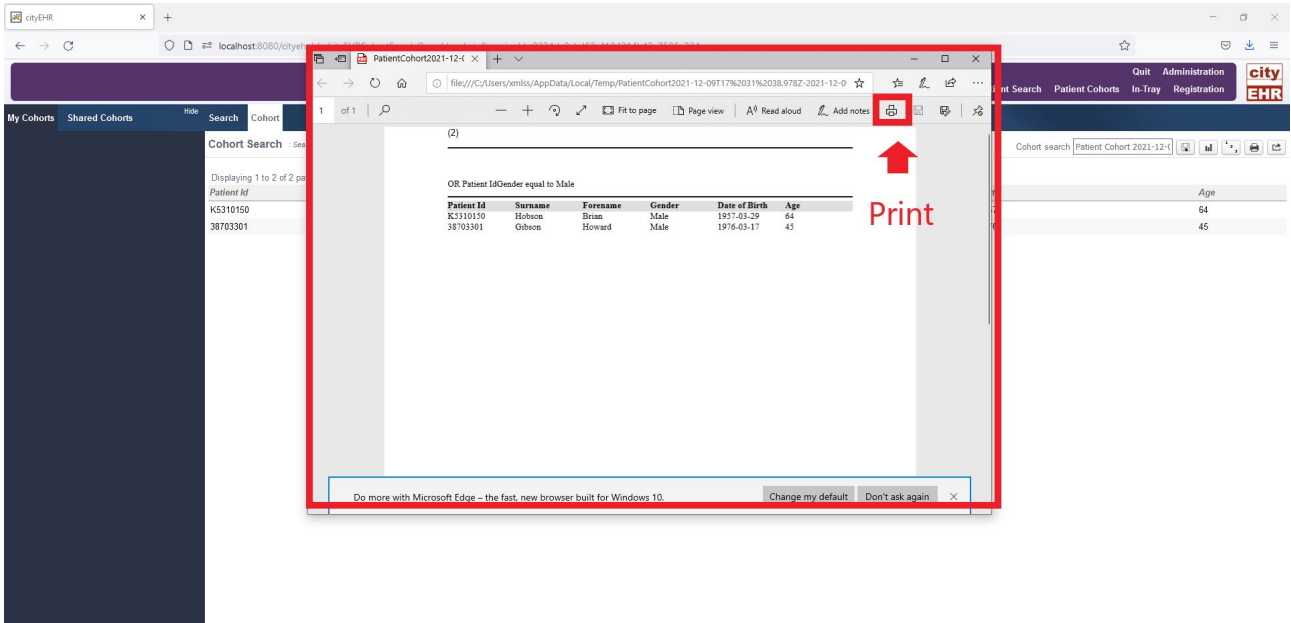 cityEHR
localhost:8080/cityeh
PatientCohort2021-12-(
file:///C:/Users/xmlss/AppData/Local/Temp/PatientCohort2021-12-09T17%2031%2038.978Z-2021-12-0
Quit Administration
ent Search Patient Cohorts In-Tray Registration
city
EHR
My Cohorts Shared Cohorts Hide Search Cohort
1 of 1 Fit to page Page view Read aloud Add notes
Cohort Search : Sea
Cohort search Patient Cohort 2021-12-(
(2)
Displaying 1 to 2 of 2 pa
OR Patient IdGender equal to Male
Patient Id Age
K5310150 64
38703301 45
Patient Id Surname Forename Gender Date of Birth Age
K5310150 Hobson Brian Male 1957-03-29 64
38703301 Gibson Howard Male 1976-03-17 45
Print
Do more with Microsoft Edge – the fast, new browser built for Windows 10. Change my default Don't ask again